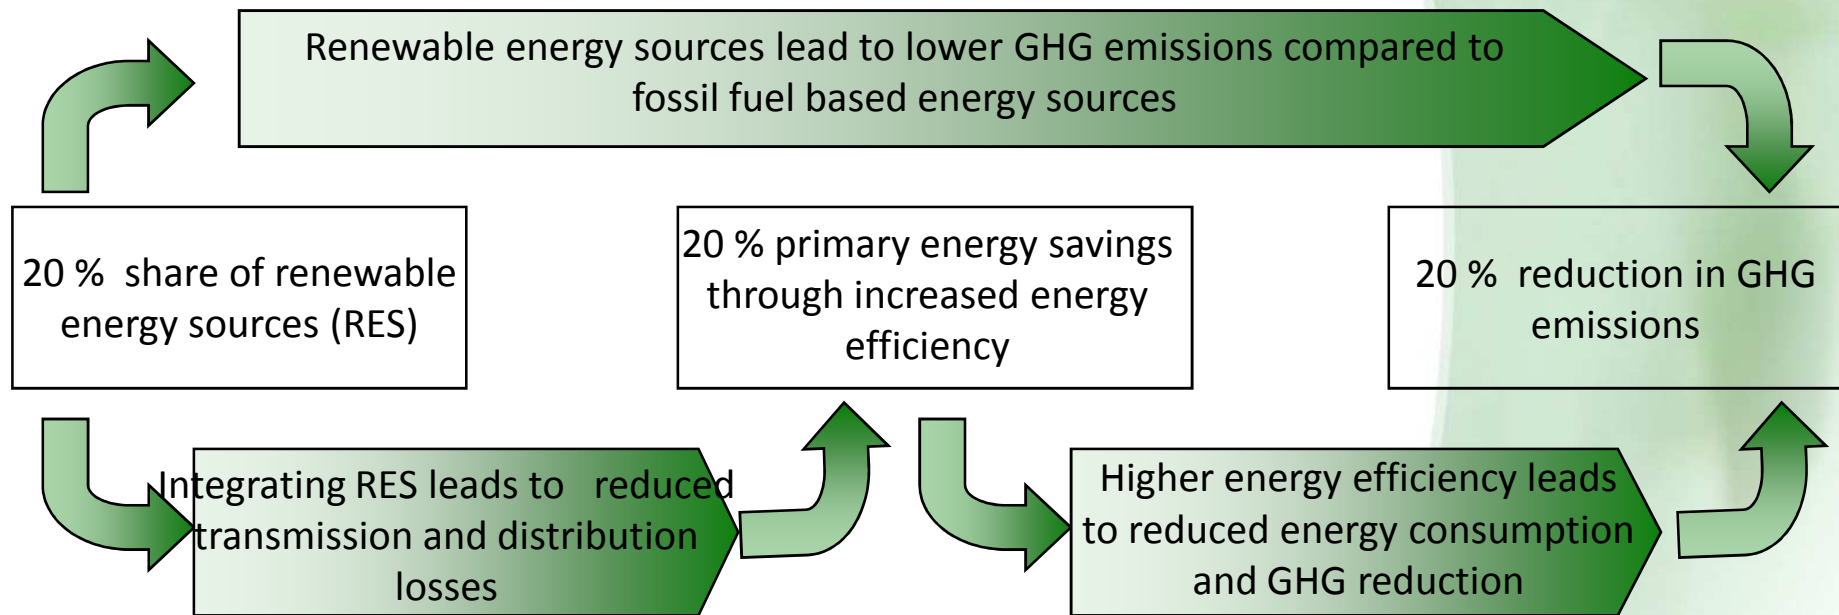 Renewable energy sources lead to lower GHG emissions compared to
fossil fuel based energy sources
20 % share of renewable
energy sources (RES)
20 % primary energy savings
through increased energy
efficiency
20 % reduction in GHG
emissions
Integrating RES leads to reduced
transmission and distribution
losses
Higher energy efficiency leads
to reduced energy consumption
and GHG reduction